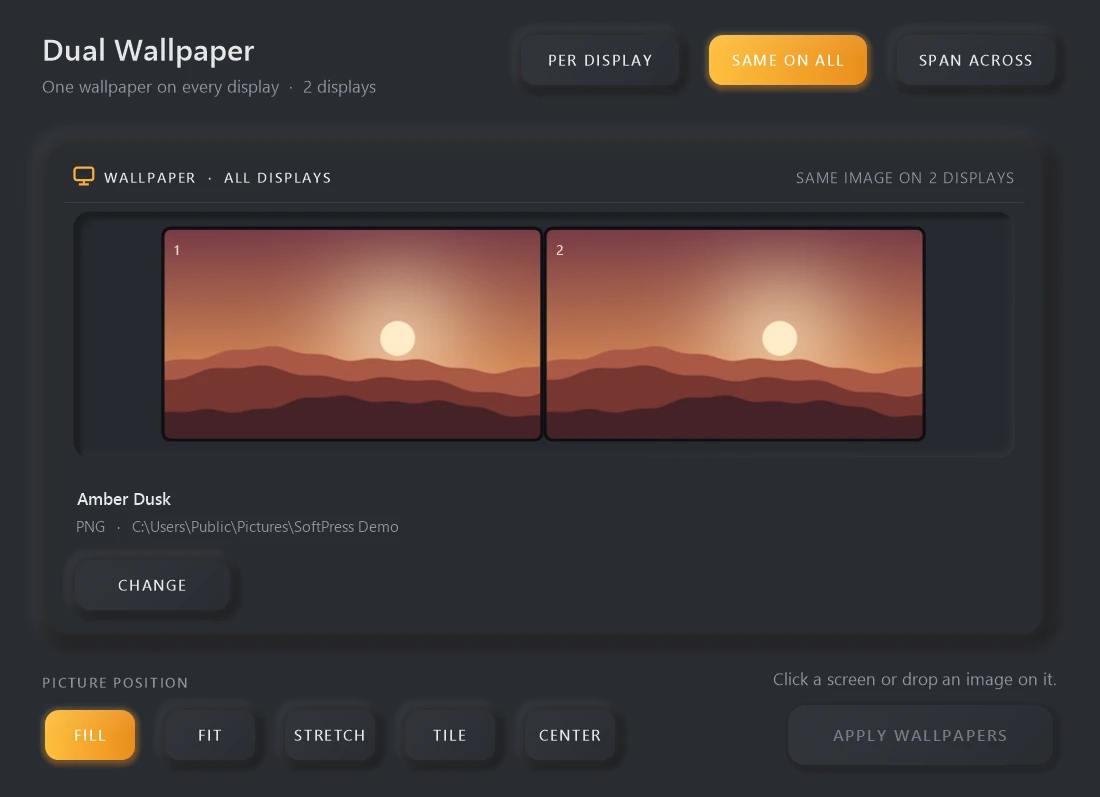 Dual Wallpaper
One wallpaper on every display · 2 displays
PER DISPLAY
SAME ON ALL
SPAN ACROSS
WALLPAPER · ALL DISPLAYS
SAME IMAGE ON 2 DISPLAYS
1
2
Amber Dusk
PNG · C:\Users\Public\Pictures\SoftPress Demo
CHANGE
PICTURE POSITION
Click a screen or drop an image on it.
FILL
FIT
STRETCH
TILE
CENTER
APPLY WALLPAPERS